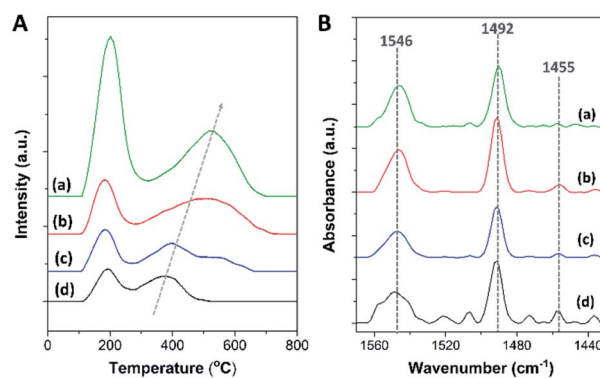 A
Intensity (a.u.)
(a)
(b)
(c)
(d)
0 200 400 600 800
Temperature (°C)
B
1546
1492
1455
Absorbance (a.u.)
(a)
(b)
(c)
(d)
1560 1520 1480 1440
Wavenumber (cm⁻¹)